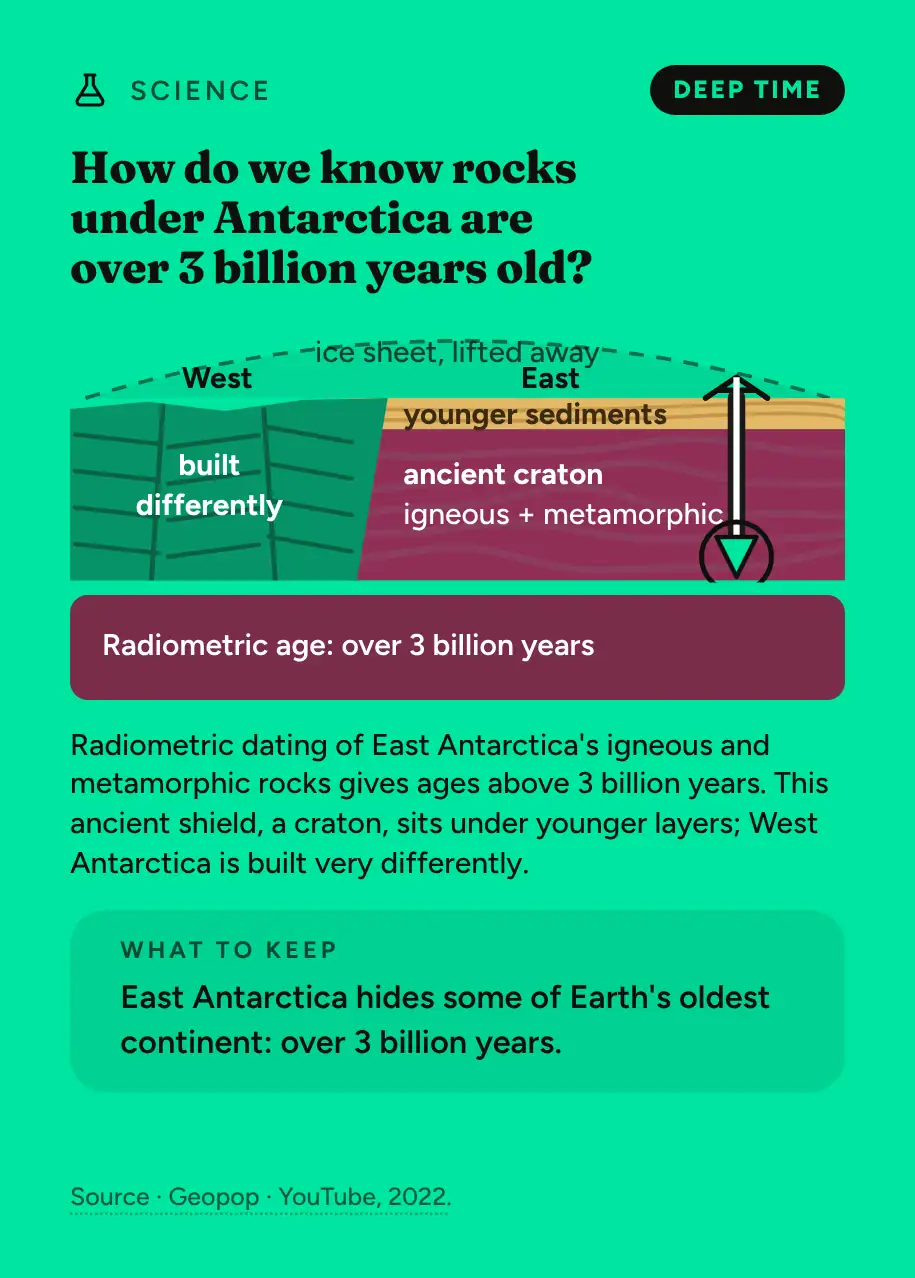 SCIENCE
DEEP TIME
How do we know rocks
under Antarctica are
over 3 billion years old?
ice sheet, lifted away
West
East
younger sediments
built
differently
ancient craton
igneous + metamorphic
Radiometric age: over 3 billion years
Radiometric dating of East Antarctica's igneous and
metamorphic rocks gives ages above 3 billion years. This
ancient shield, a craton, sits under younger layers; West
Antarctica is built very differently.
WHAT TO KEEP
East Antarctica hides some of Earth's oldest
continent: over 3 billion years.
Source · Geopop · YouTube, 2022.